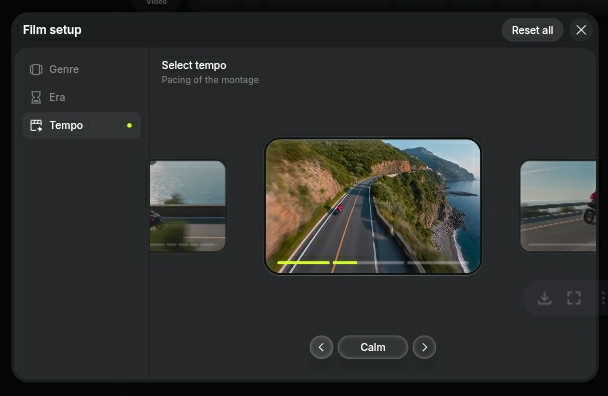 Video
Film setup
Reset all
Genre
Era
Tempo
Select tempo
Pacing of the montage
Calm